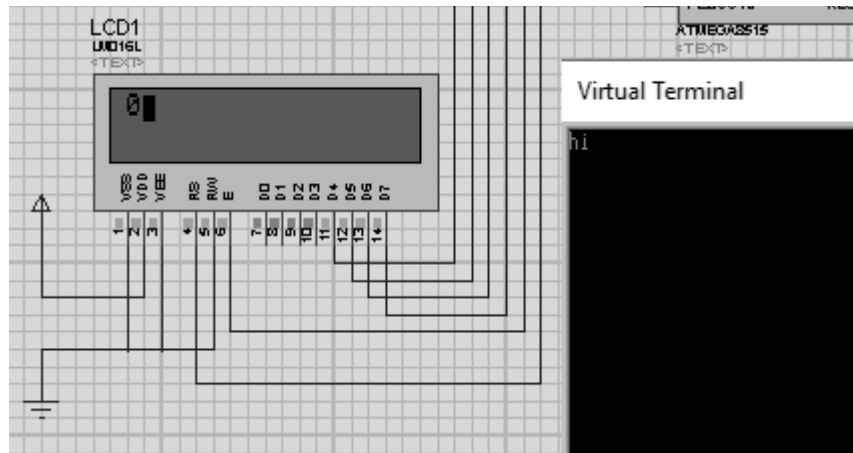 LCD1
LM016L
<TEXT>
0
VSS
VDD
VEE
RS
RW
E
D0
D1
D2
D3
D4
D5
D6
D7
1
2
3
4
5
6
7
8
9
10
11
12
13
14
ATMEGA8515
<TEXT>
Virtual Terminal
hi